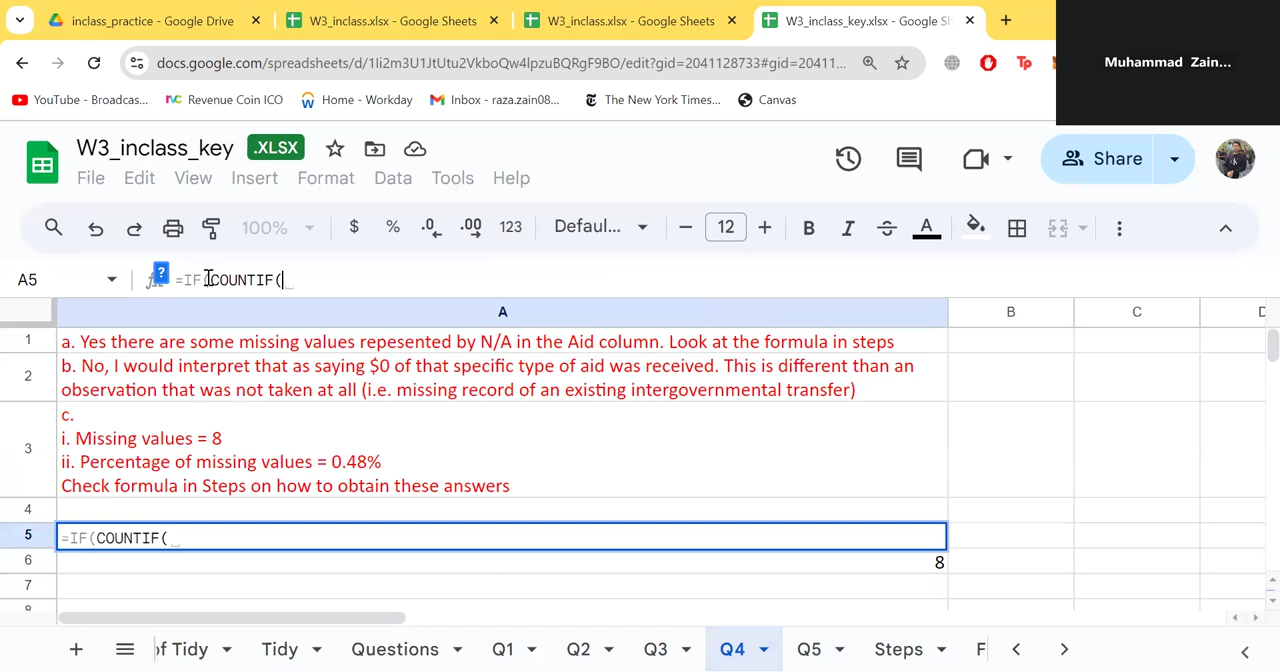 inclass_practice - Google Drive
W3_inclass.xlsx - Google Sheets
W3_inclass.xlsx - Google Sheets
W3_inclass_key.xlsx - Google Sh
Muhammad Zain...
docs.google.com/spreadsheets/d/1Ii2m3U1JtUtu2VkboQw4lpzuBQRgF9BO/edit?gid=2041128733#gid=20411...
YouTube - Broadcas...
Revenue Coin ICO
Home - Workday
Inbox - raza.zain08...
The New York Times...
Canvas
W3_inclass_key
.XLSX
File Edit View Insert Format Data Tools Help
Share
100% $ % .0 .00 123 Defaul... 12 B I S A
A5
? =IF(COUNTIF(
A B C D
1 a. Yes there are some missing values repesented by N/A in the Aid column. Look at the formula in steps
2 b. No, I would interpret that as saying $0 of that specific type of aid was received. This is different than an
observation that was not taken at all (i.e. missing record of an existing intergovernmental transfer)
c.
i. Missing values = 8
3
ii. Percentage of missing values = 0.48%
Check formula in Steps on how to obtain these answers
4
5 =IF(COUNTIF(
6 8
7
8
of Tidy Tidy Questions Q1 Q2 Q3 Q4 Q5 Steps F